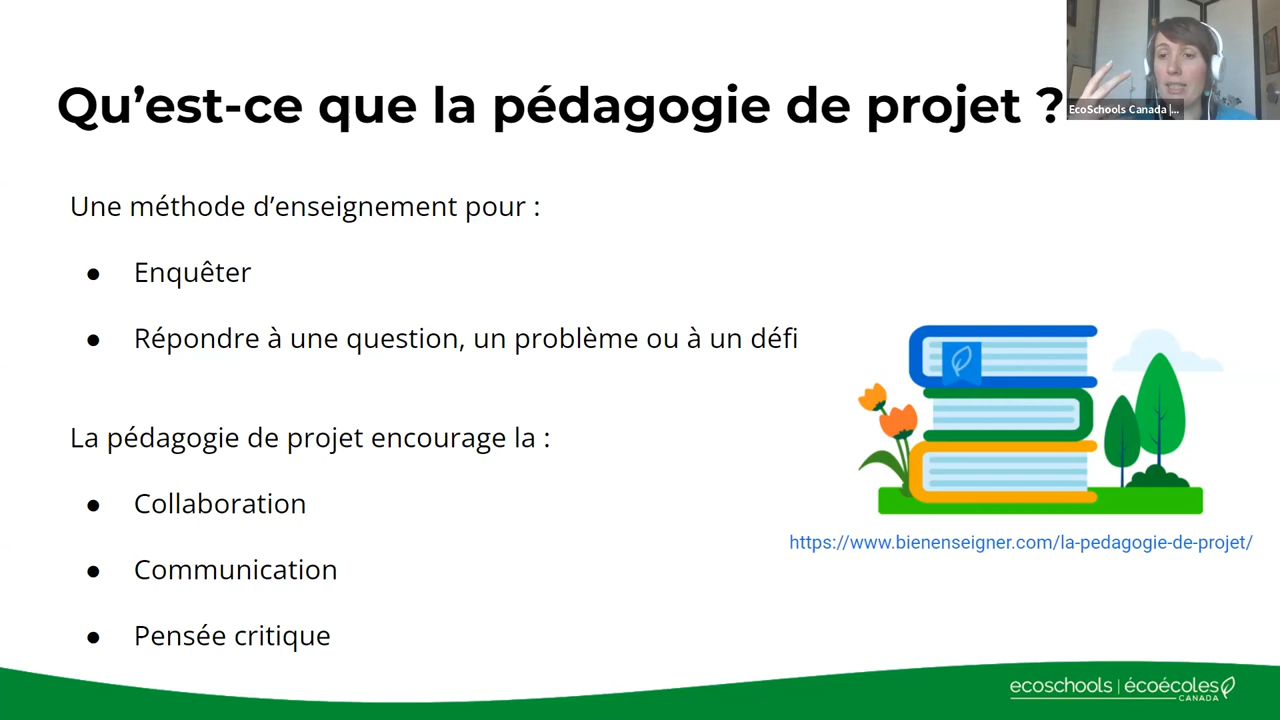 Qu’est-ce que la pédagogie de projet ?
EcoSchools Canada |...
Une méthode d’enseignement pour :
● Enquêter
● Répondre à une question, un problème ou à un défi
La pédagogie de projet encourage la :
● Collaboration
● Communication
● Pensée critique
https://www.bienenseigner.com/la-pedagogie-de-projet/
ecoschools | écoécoles
CANADA